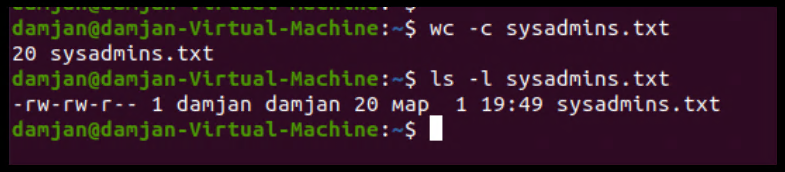 damjan@damjan-Virtual-Machine:~$ wc -c sysadmins.txt
20 sysadmins.txt
damjan@damjan-Virtual-Machine:~$ ls -l sysadmins.txt
-rw-rw-r-- 1 damjan damjan 20 мар  1 19:49 sysadmins.txt
damjan@damjan-Virtual-Machine:~$